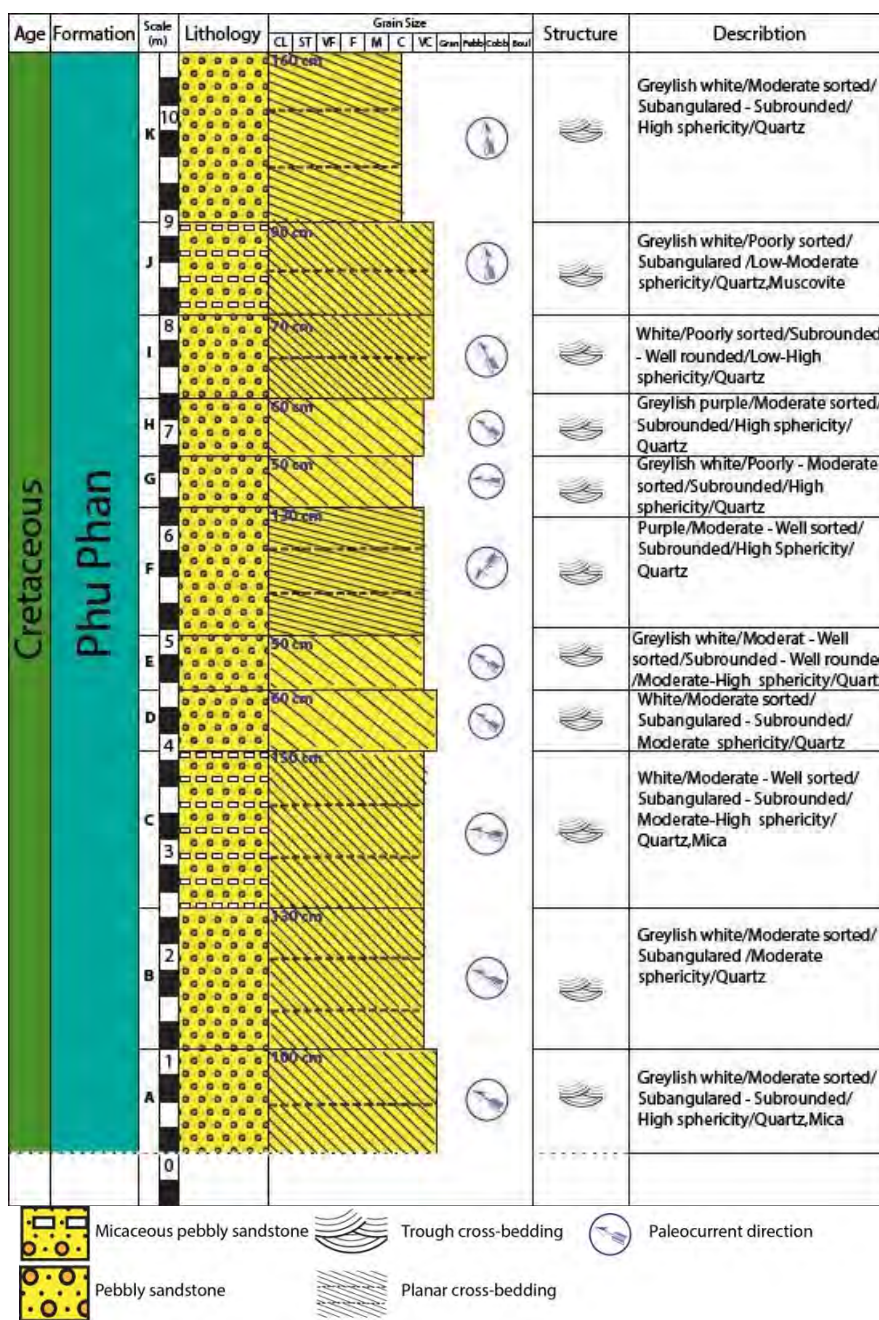 Age Formation Scale (m) Lithology Grain Size Structure Describtion
CL ST VF F M C VC Gran Pebb Cobb Boul
Cretaceous
Phu Phan
10
K
160 cm
Greylish white/Moderate sorted/
Subangulared - Subrounded/
High sphericity/Quartz
9
J
90 cm
Greylish white/Poorly sorted/
Subangulared /Low-Moderate
sphericity/Quartz,Muscovite
8
I
70 cm
White/Poorly sorted/Subrounded
- Well rounded/Low-High
sphericity/Quartz
H
7
60 cm
Greylish purple/Moderate sorted/
Subrounded/High sphericity/
Quartz
G
50 cm
Greylish white/Poorly - Moderate
sorted/Subrounded/High
sphericity/Quartz
6
F
130 cm
Purple/Moderate - Well sorted/
Subrounded/High Sphericity/
Quartz
5
E
50 cm
Greylish white/Moderat - Well
sorted/Subrounded - Well rounde
/Moderate-High sphericity/Quart
D
4
60 cm
White/Moderate sorted/
Subangulared - Subrounded/
Moderate sphericity/Quartz
C
3
150 cm
White/Moderate - Well sorted/
Subangulared - Subrounded/
Moderate-High sphericity/
Quartz,Mica
B
2
130 cm
Greylish white/Moderate sorted/
Subangulared /Moderate
sphericity/Quartz
1
A
100 cm
Greylish white/Moderate sorted/
Subangulared - Subrounded/
High sphericity/Quartz,Mica
0
Micaceous pebbly sandstone Trough cross-bedding Paleocurrent direction
Pebbly sandstone Planar cross-bedding